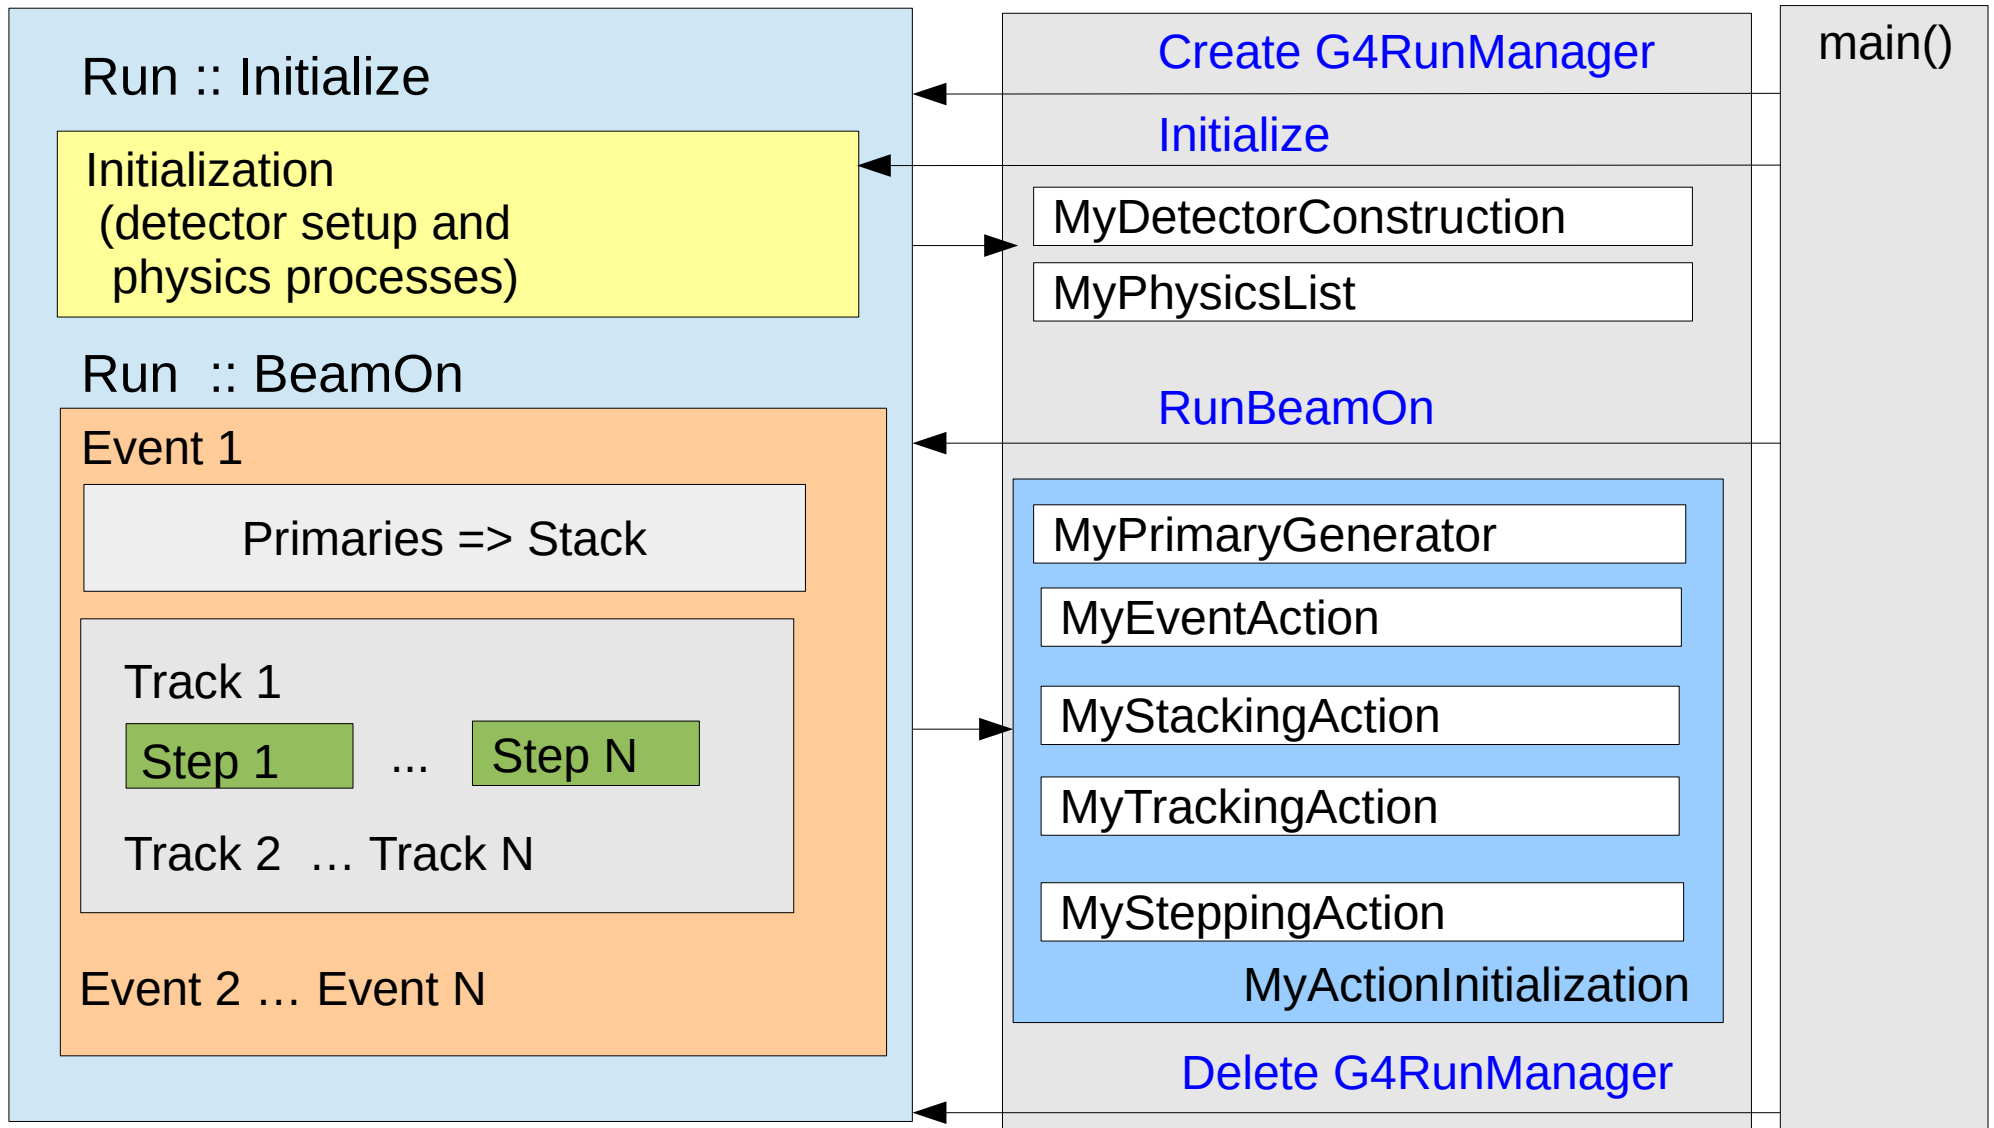 Run :: Initialize
Initialization
(detector setup and
physics processes)
Run :: BeamOn
Event 1
Primaries => Stack
Track 1
Step 1 ... Step N
Track 2 … Track N
Event 2 … Event N
Create G4RunManager
Initialize
MyDetectorConstruction
MyPhysicsList
RunBeamOn
MyPrimaryGenerator
MyEventAction
MyStackingAction
MyTrackingAction
MySteppingAction
MyActionInitialization
Delete G4RunManager
main()